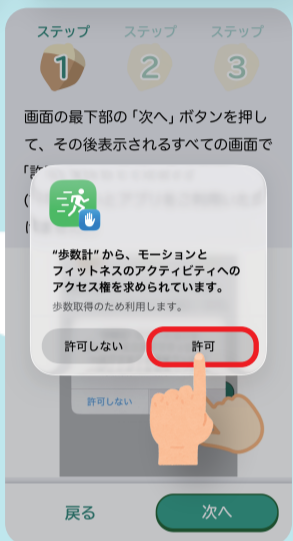 ステップ ステップ ステップ
1 2 3
画面の最下部の「次へ」ボタンを押し
て、その後表示されるすべての画面で
「許
“歩数計”から、モーションと
フィットネスのアクティビティへの
アクセス権を求められています。
歩数取得のため利用します。
許可しない 許可
許可しない
戻る 次へ